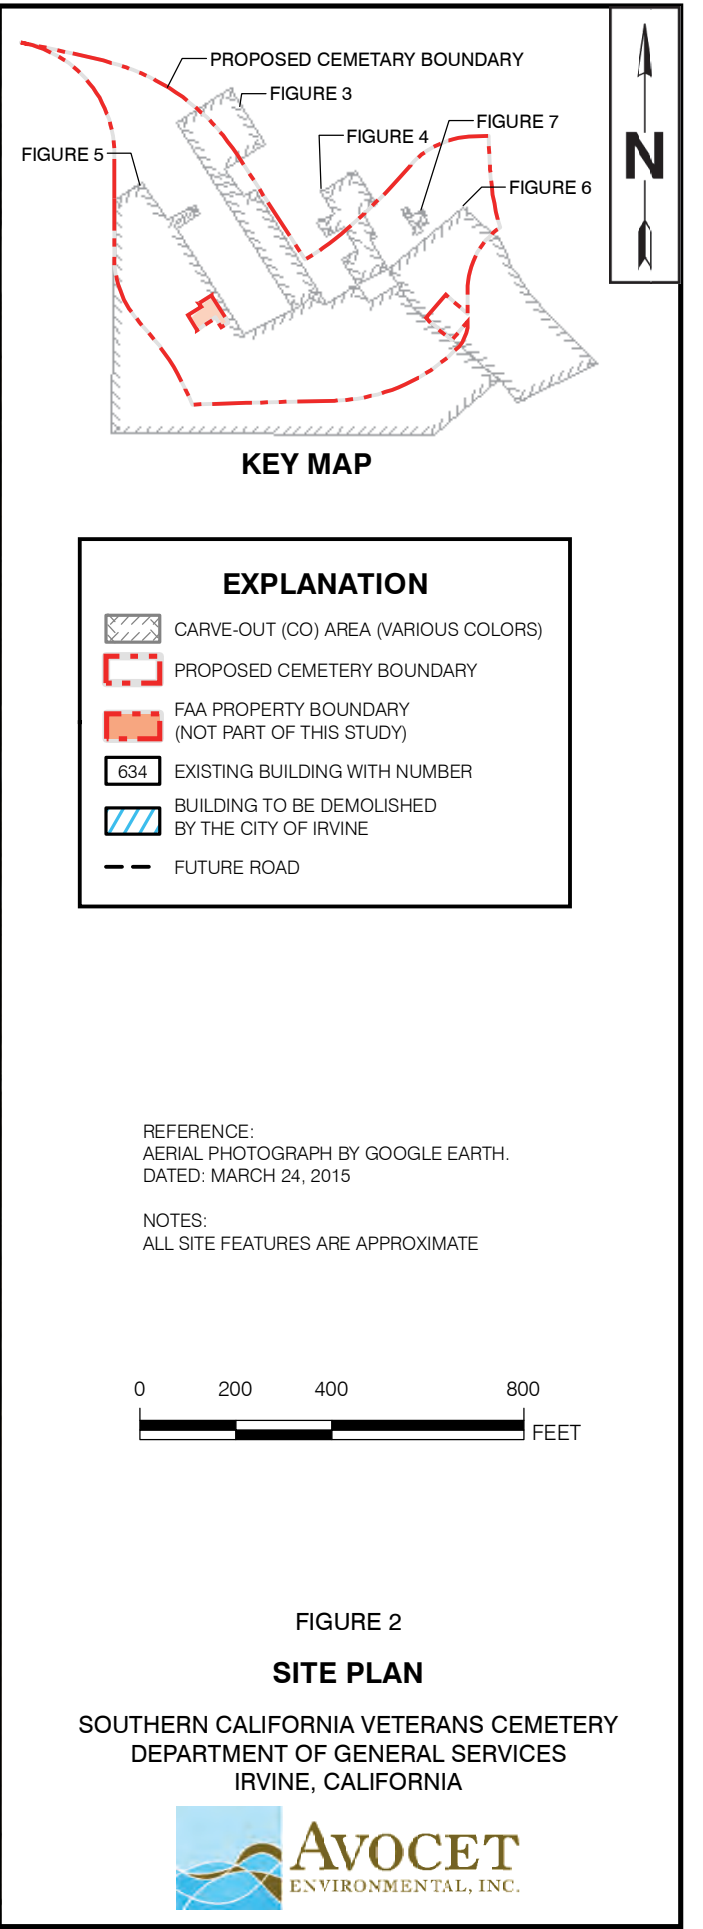 PROPOSED CEMETARY BOUNDARY
FIGURE 3
FIGURE 7
FIGURE 4
FIGURE 5
FIGURE 6
N
KEY MAP
EXPLANATION
CARVE-OUT (CO) AREA (VARIOUS COLORS)
PROPOSED CEMETERY BOUNDARY
FAA PROPERTY BOUNDARY
(NOT PART OF THIS STUDY)
634 EXISTING BUILDING WITH NUMBER
BUILDING TO BE DEMOLISHED
BY THE CITY OF IRVINE
FUTURE ROAD
REFERENCE:
AERIAL PHOTOGRAPH BY GOOGLE EARTH.
DATED: MARCH 24, 2015
NOTES:
ALL SITE FEATURES ARE APPROXIMATE
0 200 400 800
FEET
FIGURE 2
SITE PLAN
SOUTHERN CALIFORNIA VETERANS CEMETERY
DEPARTMENT OF GENERAL SERVICES
IRVINE, CALIFORNIA
AVOCET
ENVIRONMENTAL, INC.